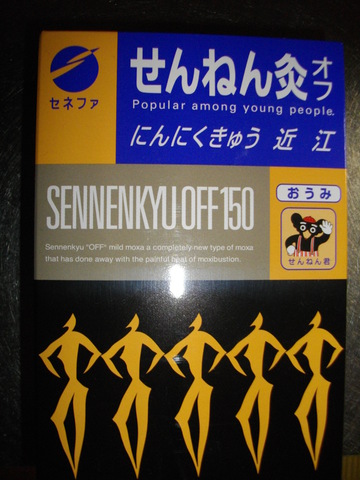 せんねん灸オフ
Popular among young people.
セネファ
にんにくきゅう 近江
SENNENKYU OFF 150
おうみ
Sennenkyu "OFF" mild moxa a completely new type of moxa
that has done away with the painful heat of moxibustion.
せんねん君